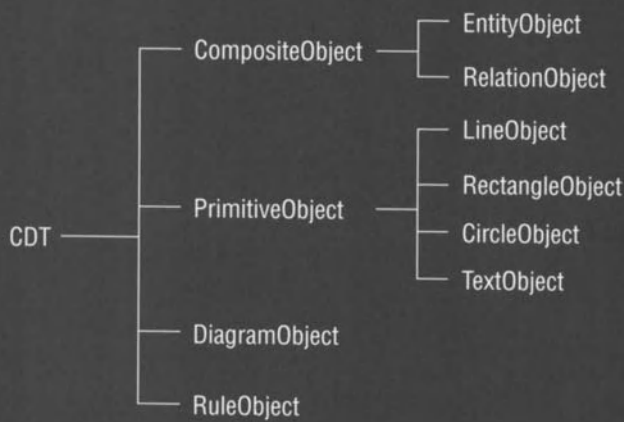 EntityObject
CompositeObject
RelationObject
LineObject
RectangleObject
PrimitiveObject
CDT
CircleObject
TextObject
DiagramObject
RuleObject